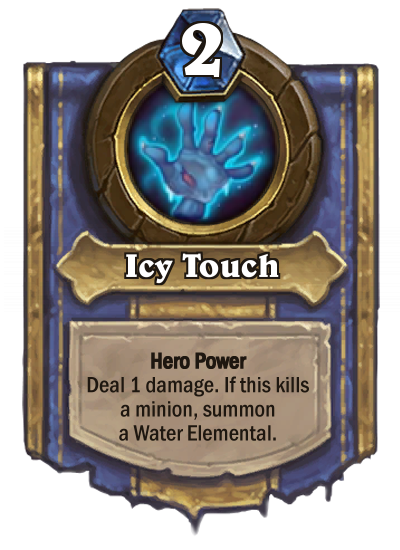 2
Icy Touch
Hero Power
Deal 1 damage. If this kills
a minion, summon
a Water Elemental.